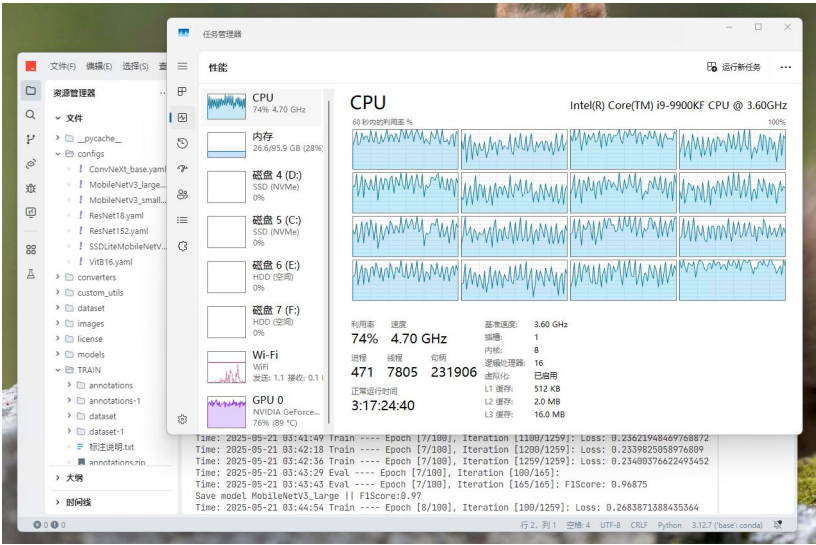 任务管理器
文件(F) 编辑(E) 选择(S) 查
性能
运行新任务
资源管理器
文件
__pycache__
configs
ConvNeXt_base.yaml
MobileNetV3_large...
MobileNetV3_small...
ResNet18.yaml
ResNet152.yaml
SSDLiteMobileNetV...
VitB16.yaml
converters
custom_utils
dataset
images
license
models
TRAIN
annotations
annotations-1
dataset
dataset-1
标注说明.txt
annotations.zip
大纲
时间线
CPU
74% 4.70 GHz
内存
26.6/95.9 GB (28%)
磁盘 4 (D:)
SSD (NVMe)
0%
磁盘 5 (C:)
SSD (NVMe)
0%
磁盘 6 (E:)
HDD (空闲)
0%
磁盘 7 (F:)
HDD (空闲)
0%
Wi-Fi
WiFi
发送: 1.1 接收: 0.1
GPU 0
NVIDIA GeForce...
76% (89 °C)
CPU
Intel(R) Core(TM) i9-9900KF CPU @ 3.60GHz
60 秒内的利用率 %
100%
利用率 速度
74% 4.70 GHz
进程 线程 句柄
471 7805 231906
正常运行时间
3:17:24:40
基准速度: 3.60 GHz
插槽: 1
内核: 8
逻辑处理器: 16
虚拟化: 已启用
L1 缓存: 512 KB
L2 缓存: 2.0 MB
L3 缓存: 16.0 MB
Time: 2025-05-21 03:41:49 Train ---- Epoch [7/100], Iteration [1100/1259]: Loss: 0.23621948469768872
Time: 2025-05-21 03:42:18 Train ---- Epoch [7/100], Iteration [1200/1259]: Loss: 0.2339825058976809
Time: 2025-05-21 03:42:36 Train ---- Epoch [7/100], Iteration [1259/1259]: Loss: 0.23400376622493452
Time: 2025-05-21 03:43:29 Eval ---- Epoch [7/100], Iteration [100/165]:
Time: 2025-05-21 03:43:43 Eval ---- Epoch [7/100], Iteration [165/165]: F1Score: 0.96875
Save model MobileNetV3_large || F1Score:0.97
Time: 2025-05-21 03:44:54 Train ---- Epoch [8/100], Iteration [100/1259]: Loss: 0.2683811388435364
0 0
行 2，列 1 空格: 4 UTF-8 CRLF Python 3.12.7 ('base': conda)